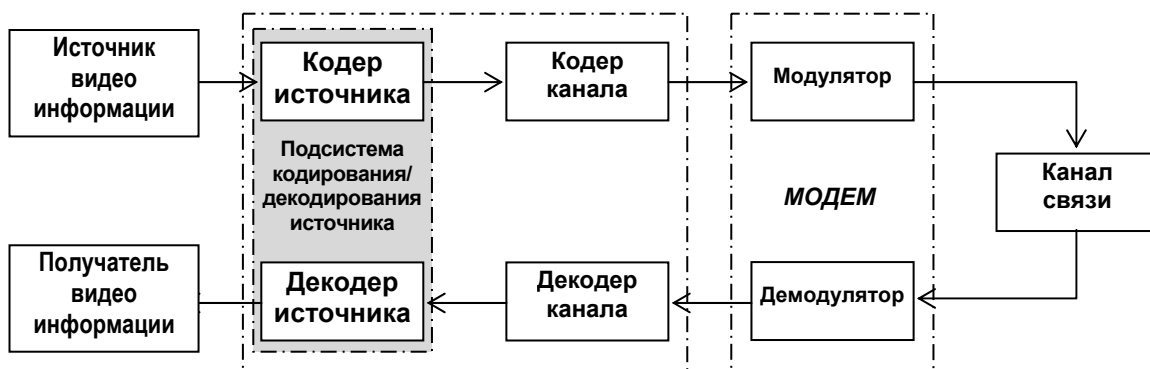 Источник
видео
информации
Кодер
источника
Кодер
канала
Модулятор
Подсистема
кодирования/
декодирования
источника
МОДЕМ
Канал
связи
Получатель
видео
информации
Декодер
источника
Декодер
канала
Демодулятор